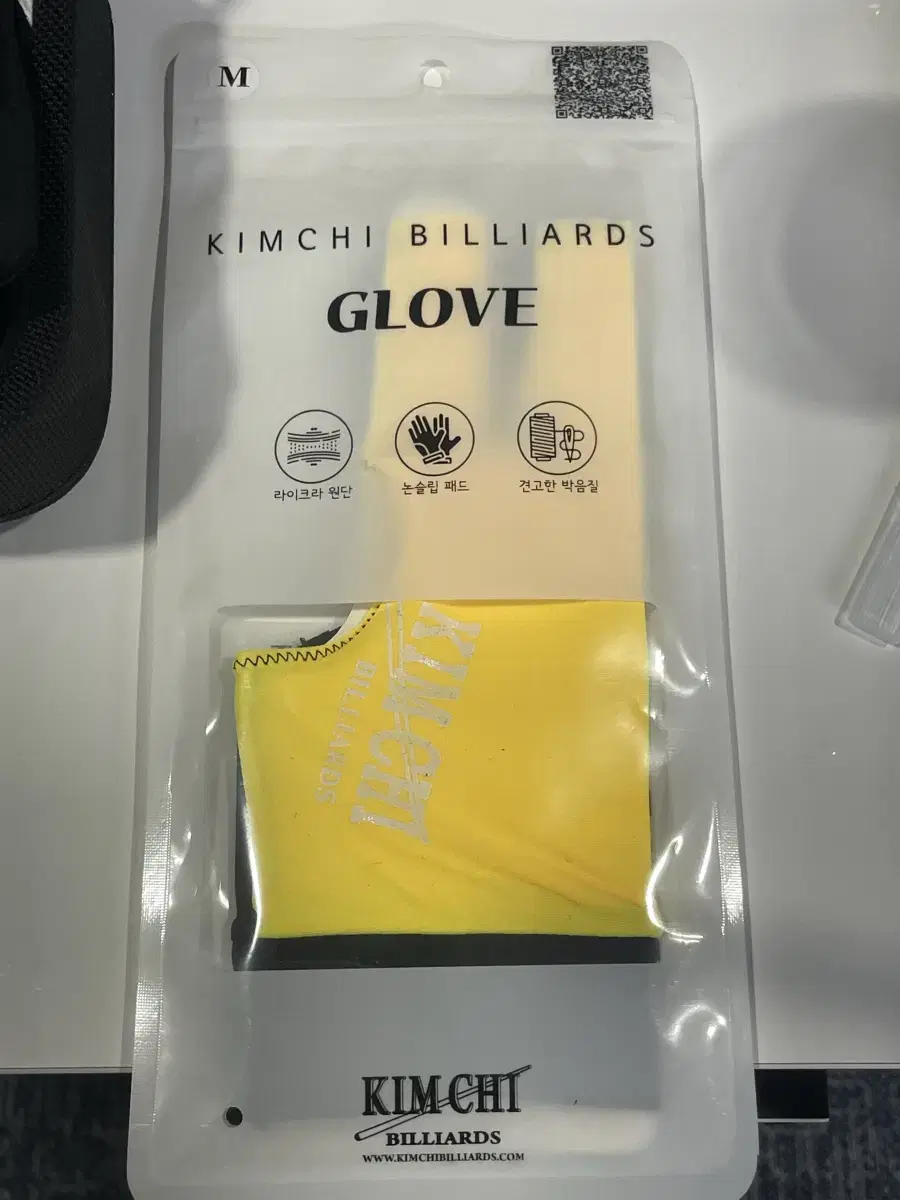 M
KIMCHI BILLIARDS
GLOVE
라이크라 원단
논슬립 패드
견고한 박음질
KIMCHI
BILLIARDS
KIMCHI
BILLIARDS
WWW.KIMCHIBILLIARDS.COM